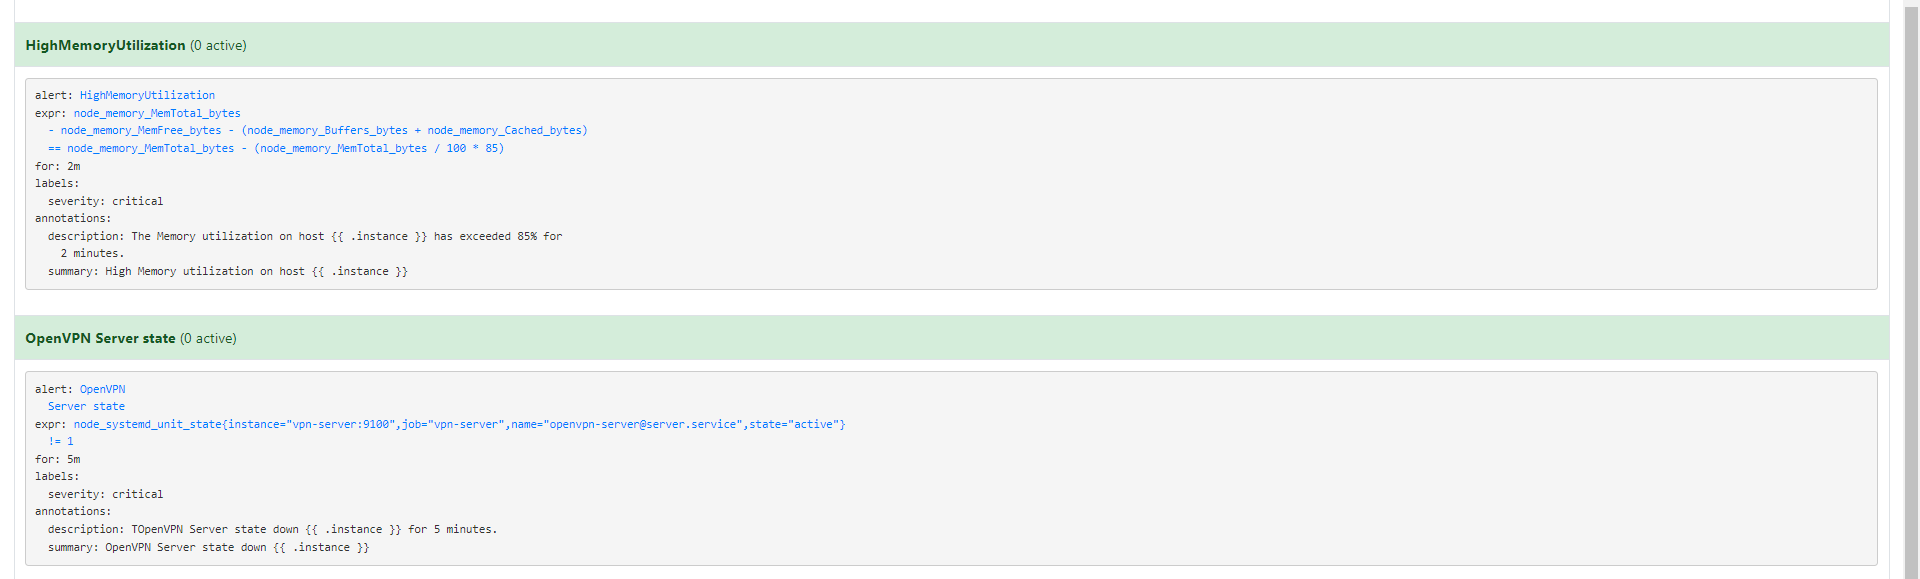 HighMemoryUtilization (0 active)
alert: HighMemoryUtilization
expr: node_memory_MemTotal_bytes
  - node_memory_MemFree_bytes - (node_memory_Buffers_bytes + node_memory_Cached_bytes)
  == node_memory_MemTotal_bytes - (node_memory_MemTotal_bytes / 100 * 85)
for: 2m
labels:
  severity: critical
annotations:
  description: The Memory utilization on host {{ .instance }} has exceeded 85% for
    2 minutes.
  summary: High Memory utilization on host {{ .instance }}
OpenVPN Server state (0 active)
alert: OpenVPN
  Server state
expr: node_systemd_unit_state{instance="vpn-server:9100",job="vpn-server",name="openvpn-server@server.service",state="active"}
  != 1
for: 5m
labels:
  severity: critical
annotations:
  description: TOpenVPN Server state down {{ .instance }} for 5 minutes.
  summary: OpenVPN Server state down {{ .instance }}